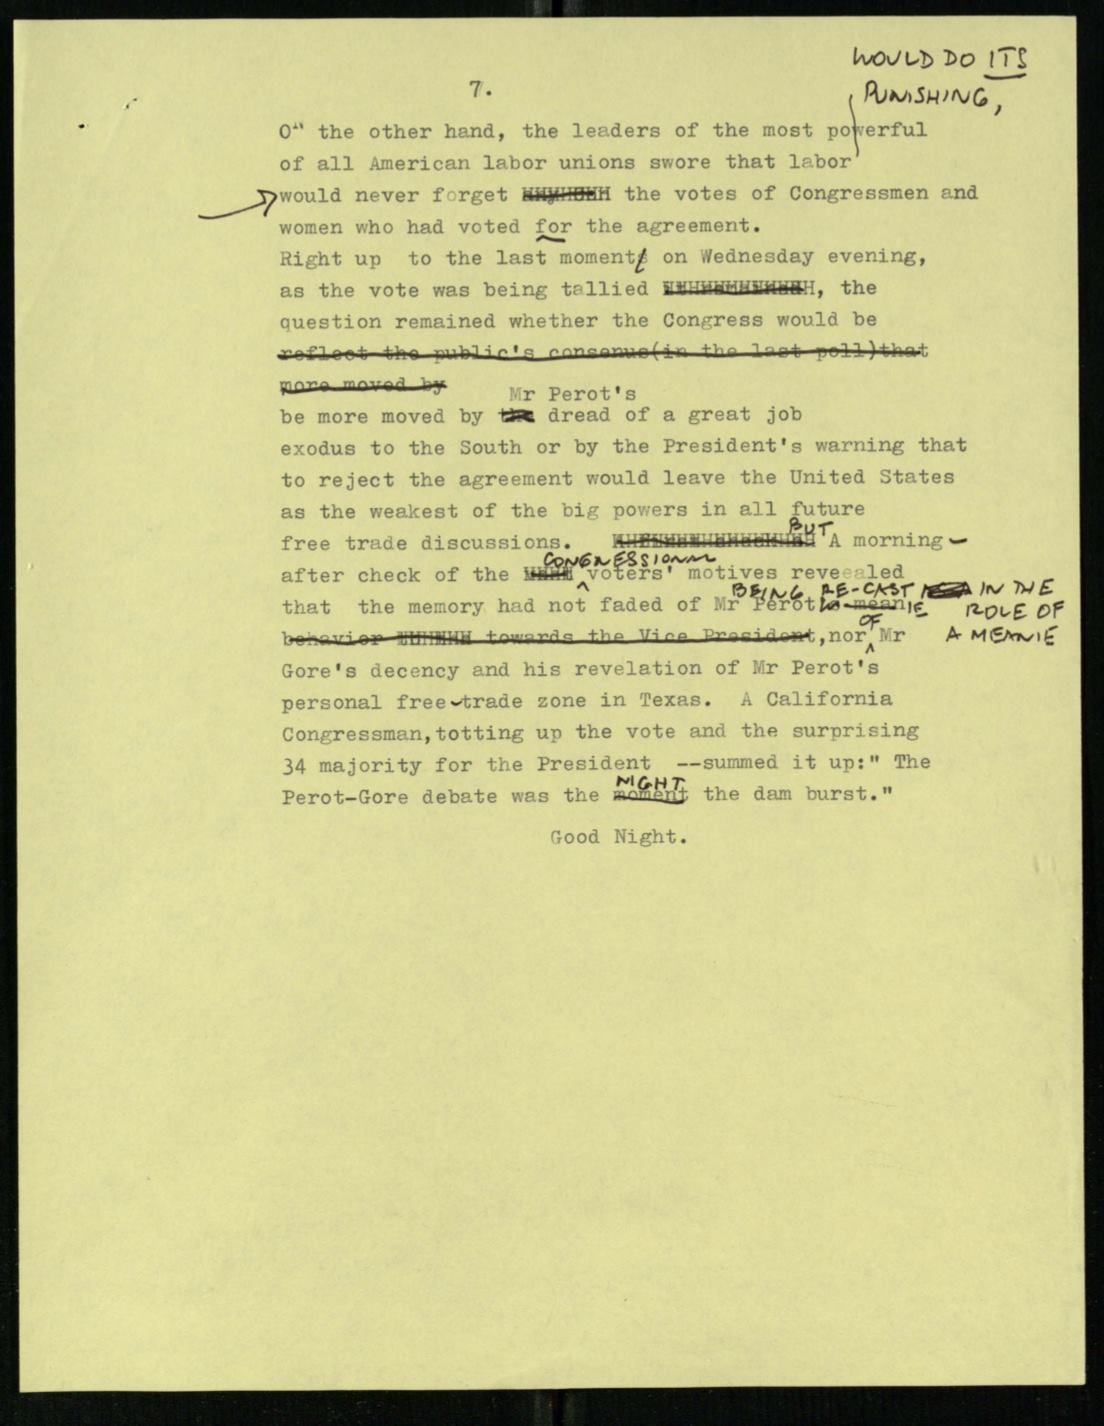 WOULD DO ITS
7.
PUNISHING,
On the other hand, the leaders of the most powerful
of all American labor unions swore that labor
would never forget the votes of Congressmen and
women who had voted for the agreement.
Right up to the last moments on Wednesday evening,
as the vote was being tallied , the
question remained whether the Congress would be
reflect the public's consenus(in the last poll)that
more moved by
Mr Perot's
be more moved by the dread of a great job
exodus to the South or by the President's warning that
to reject the agreement would leave the United States
as the weakest of the big powers in all future
BUT
free trade discussions. A morning-
CONGRESSIONAL
after check of the voters' motives reveealed
BEING RE-CAST IN THE
that the memory had not faded of Mr Perot's meanIE
ROLE OF
OF
behavior towards the Vice President,nor Mr
A MEANIE
Gore's decency and his revelation of Mr Perot's
personal free-trade zone in Texas. A California
Congressman,totting up the vote and the surprising
34 majority for the President --summed it up:" The
NIGHT
Perot-Gore debate was the moment the dam burst."
Good Night.